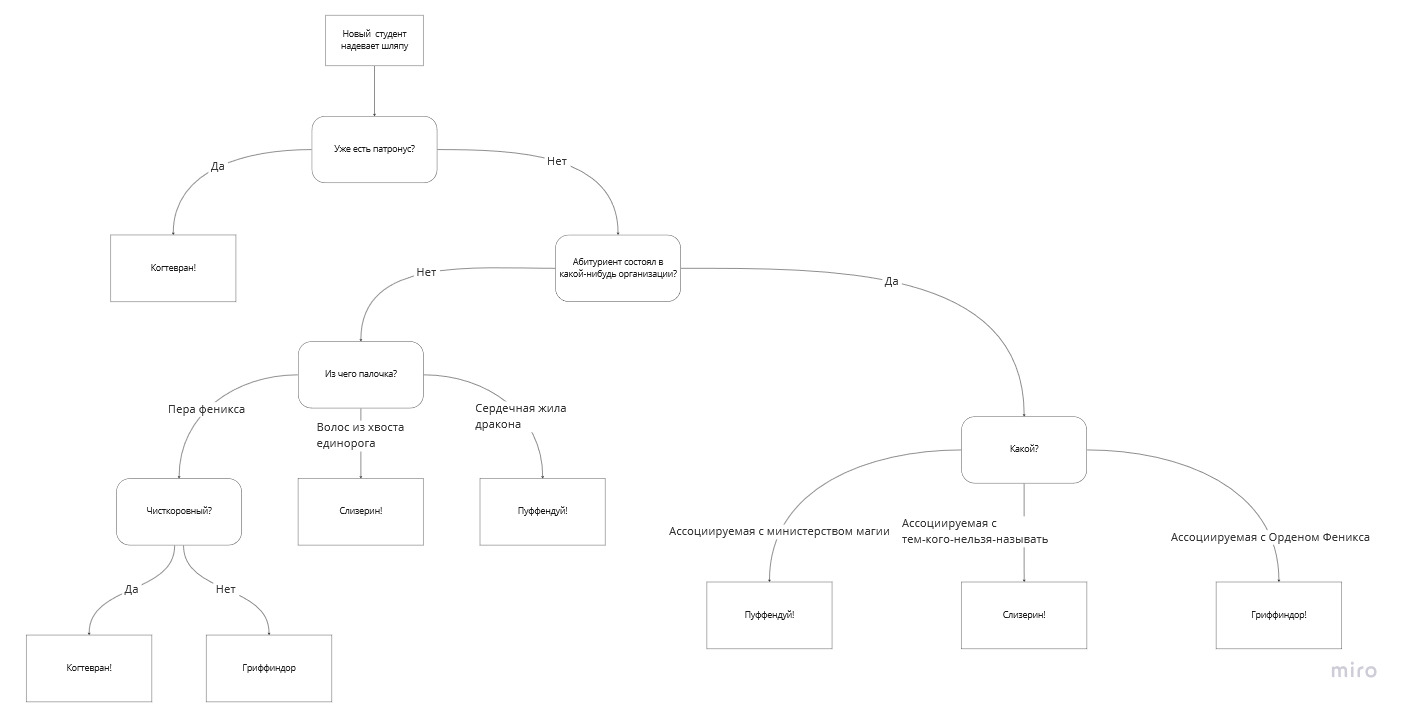 Новый студент
надевает шляпу
Уже есть патронус?
Да
Нет
Когтевран!
Абитуриент состоял в
какой-нибудь организации?
Нет
Да
Из чего палочка?
Пера феникса
Волос из хвоста
единорога
Сердечная жила
дракона
Какой?
Чисткоровный?
Слизерин!
Пуффендуй!
Ассоциируемая с министерством магии
Ассоциируемая с
тем-кого-нельзя-называть
Ассоциируемая с Орденом Феникса
Да
Нет
Пуффендуй!
Слизерин!
Гриффиндор!
Когтевран!
Гриффиндор
miro